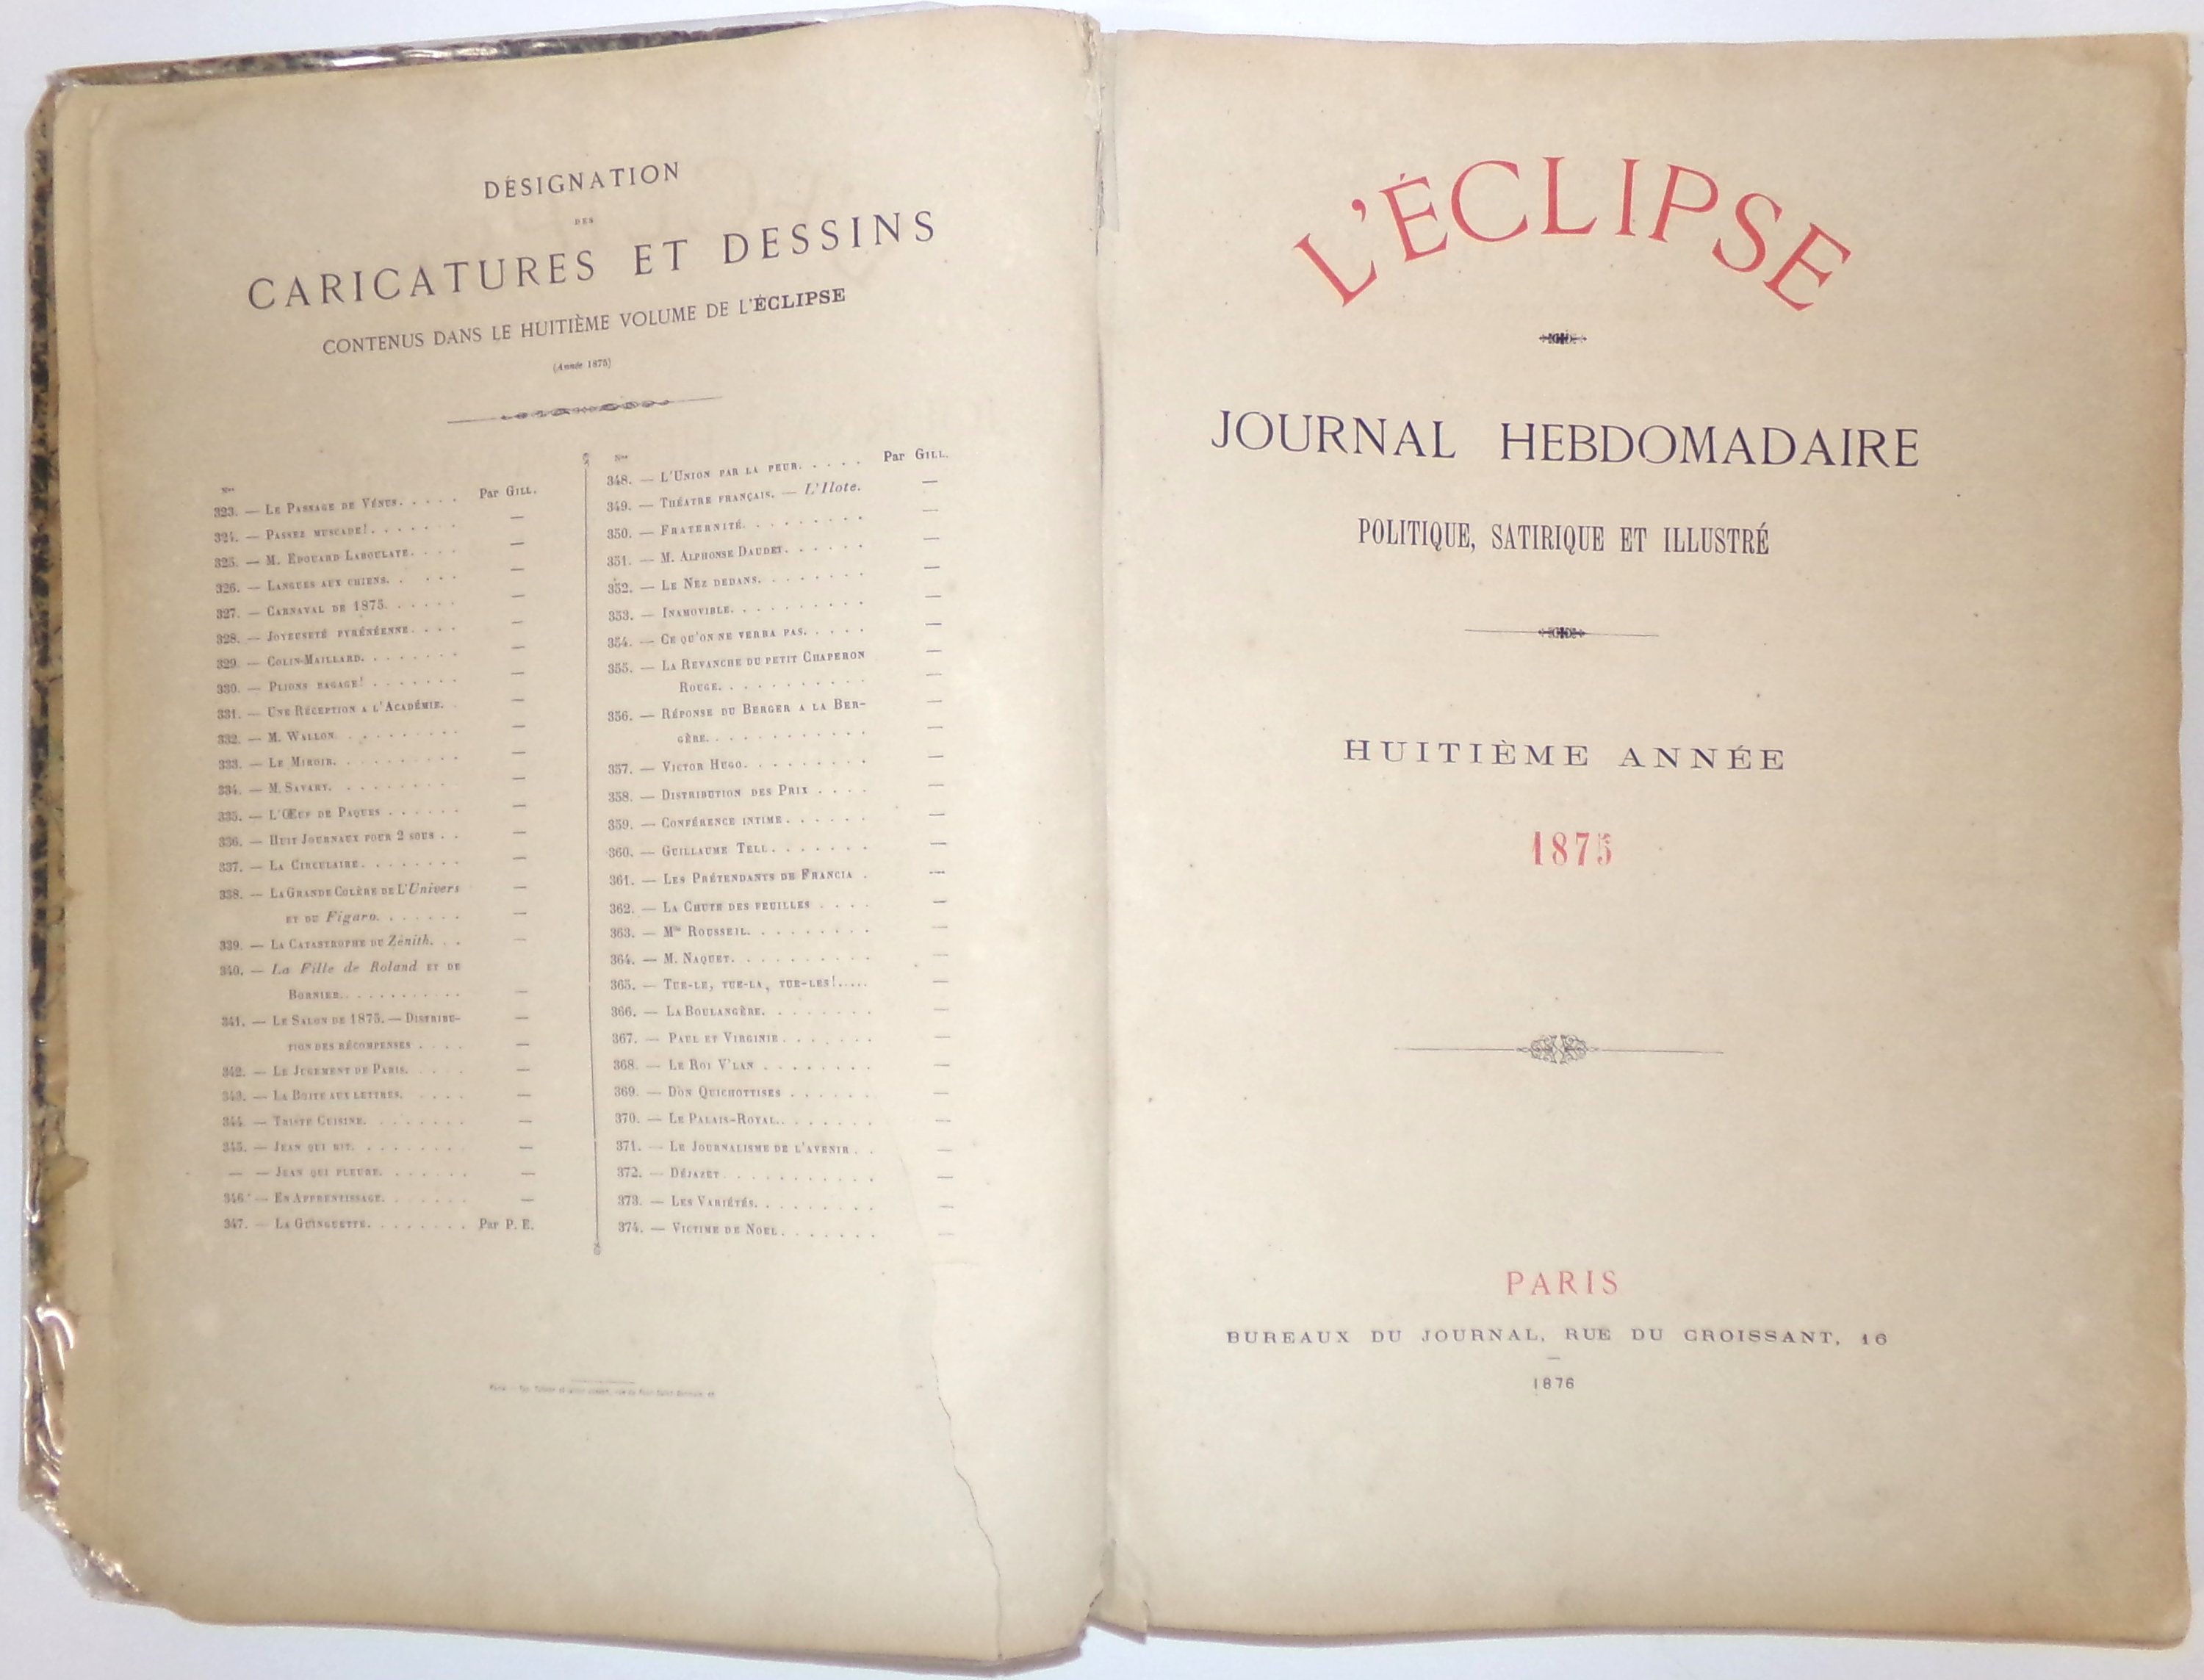 DÉSIGNATION
DES
CARICATURES ET DESSINS
CONTENUS DANS LE HUITIÈME VOLUME DE L'ÉCLIPSE
(Année 1875)
Nos
323. — LE PASSAGE DE VÉNUS. . . . . Par GILL.
324. — PASSEZ MUSCADE! . . . . . . . —
325. — M. EDOUARD LABOULAYE. . . . —
326. — LANGUES AUX CHIENS. . . . . —
327. — CARNAVAL DE 1875. . . . . . —
328. — JOYEUSETÉ PYRÉNÉENNE. . . . —
329. — COLIN-MAILLARD. . . . . . . . —
330. — PLIONS BAGAGE! . . . . . . . —
331. — UNE RÉCEPTION A L'ACADÉMIE. . —
332. — M. WALLON. . . . . . . . . —
333. — LE MIROIR. . . . . . . . . . —
334. — M. SAVARY. . . . . . . . . —
335. — L'ŒUF DE PAQUES . . . . . . —
336. — HUIT JOURNAUX POUR 2 SOUS . . —
337. — LA CIRCULAIRE. . . . . . . . —
338. — LA GRANDE COLÈRE DE L'Univers —
ET DU Figaro. . . . . . . —
339. — LA CATASTROPHE DU Zénith. . . —
340. — La Fille de Roland ET DE
BORNIER. . . . . . . . . . . —
341. — LE SALON DE 1875. — DISTRIBU- —
TION DES RÉCOMPENSES . . . . —
342. — LE JUGEMENT DE PARIS. . . . . —
343. — LA BOITE AUX LETTRES. . . . . —
344. — TRISTE CUISINE. . . . . . . . —
345. — JEAN QUI RIT. . . . . . . . . —
— — JEAN QUI PLEURE. . . . . . . —
346. — EN APPRENTISSAGE. . . . . . . —
347. — LA GUINGUETTE. . . . . . . . Par P. E.
Nos
348. — L'UNION PAR LA PEUR. . . . . Par GILL.
349. — THÉATRE FRANÇAIS. — L'Ilote. —
350. — FRATERNITÉ. . . . . . . . . —
351. — M. ALPHONSE DAUDET. . . . . . —
352. — LE NEZ DEDANS. . . . . . . . —
353. — INAMOVIBLE. . . . . . . . . . —
354. — CE QU'ON NE VERRA PAS. . . . . —
355. — LA REVANCHE DU PETIT CHAPERON —
ROUGE. . . . . . . . . . . —
356. — RÉPONSE DU BERGER A LA BER- —
GÈRE. . . . . . . . . . . . —
357. — VICTOR HUGO. . . . . . . . . —
358. — DISTRIBUTION DES PRIX . . . . —
359. — CONFÉRENCE INTIME. . . . . . —
360. — GUILLAUME TELL. . . . . . . —
361. — LES PRÉTENDANTS DE FRANCIA . —
362. — LA CHUTE DES FEUILLES . . . . —
363. — Mlle ROUSSEIL. . . . . . . . . —
364. — M. NAQUET. . . . . . . . . . —
365. — TUE-LE, TUE-LA, TUE-LES!..... —
366. — LA BOULANGÈRE. . . . . . . . —
367. — PAUL ET VIRGINIE . . . . . . . —
368. — LE ROI V'LAN . . . . . . . . —
369. — DON QUICHOTTISES . . . . . . —
370. — LE PALAIS-ROYAL. . . . . . . . —
371. — LE JOURNALISME DE L'AVENIR . . —
372. — DÉJAZET. . . . . . . . . . . —
373. — LES VARIÉTÉS. . . . . . . . . —
374. — VICTIME DE NOEL. . . . . . . —
L'ÉCLIPSE
JOURNAL HEBDOMADAIRE
POLITIQUE, SATIRIQUE ET ILLUSTRÉ
HUITIÈME ANNÉE
1875
PARIS
BUREAUX DU JOURNAL, RUE DU CROISSANT, 16
1876